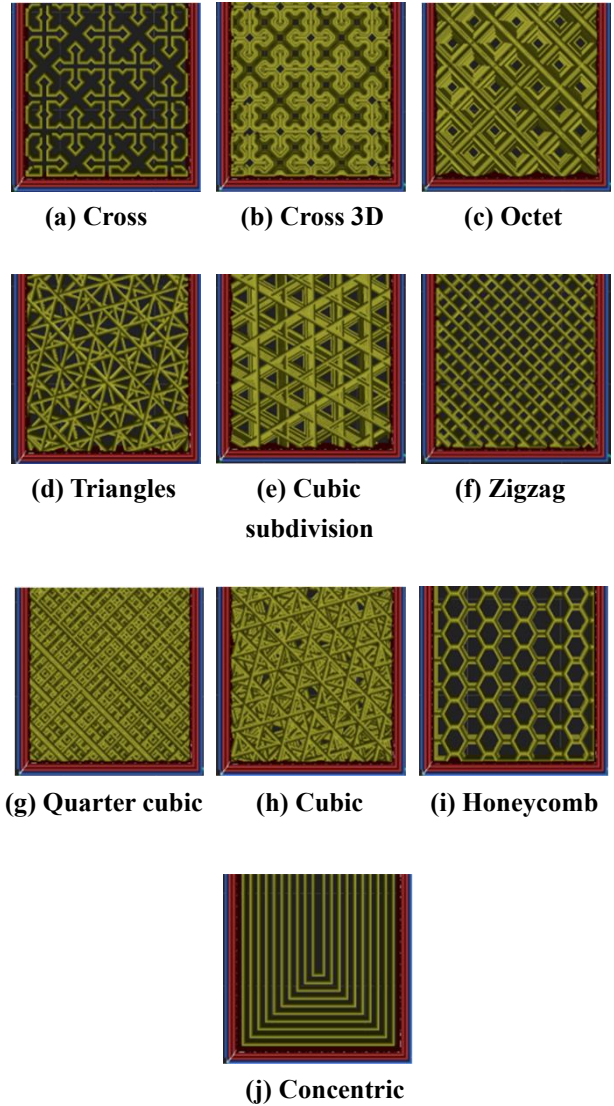 (a) Cross
(b) Cross 3D
(c) Octet
(d) Triangles
(e) Cubic
subdivision
(f) Zigzag
(g) Quarter cubic
(h) Cubic
(i) Honeycomb
(j) Concentric